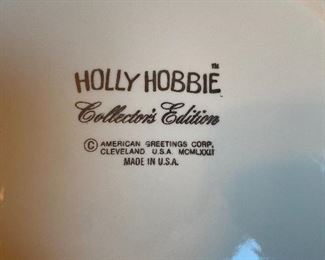 HOLLY HOBBIE™
Collector's Edition
© AMERICAN GREETINGS CORP.
CLEVELAND U.S.A. MCMLXXII
MADE IN U.S.A.